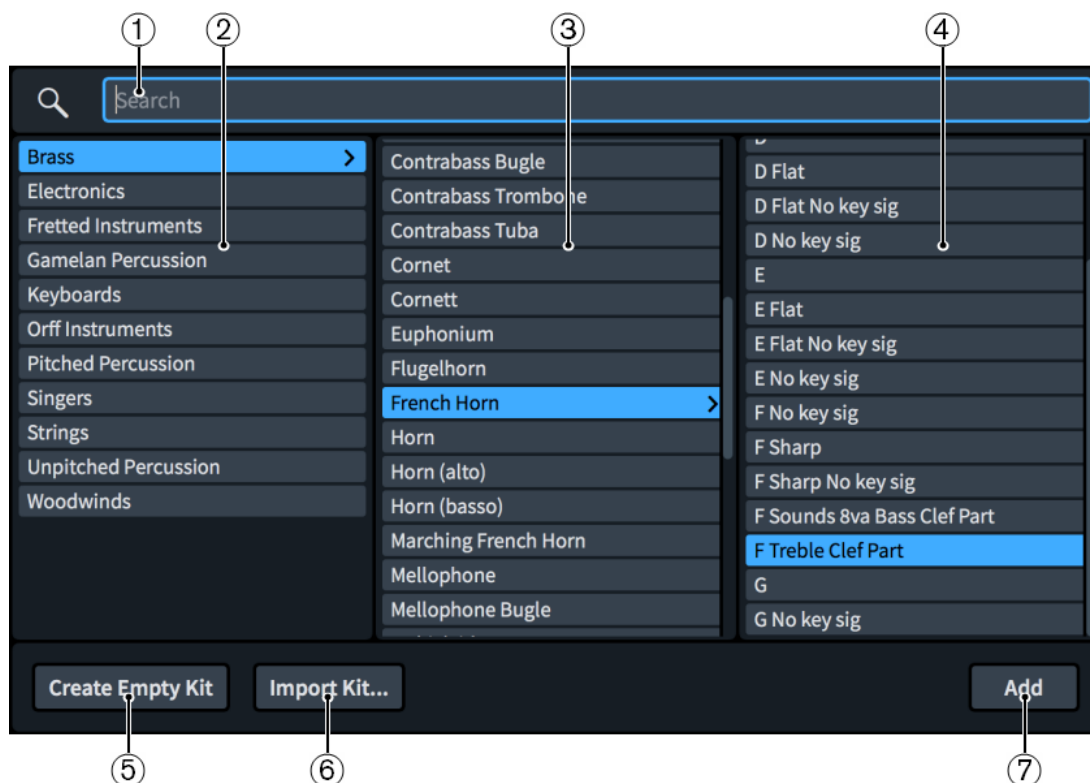 ① ② ③ ④
Search
Brass
Electronics
Fretted Instruments
Gamelan Percussion
Keyboards
Orff Instruments
Pitched Percussion
Singers
Strings
Unpitched Percussion
Woodwinds
Contrabass Bugle
Contrabass Trombone
Contrabass Tuba
Cornet
Cornett
Euphonium
Flugelhorn
French Horn
Horn
Horn (alto)
Horn (basso)
Marching French Horn
Mellophone
Mellophone Bugle
D Flat
D Flat No key sig
D No key sig
E
E Flat
E Flat No key sig
E No key sig
F No key sig
F Sharp
F Sharp No key sig
F Sounds 8va Bass Clef Part
F Treble Clef Part
G
G No key sig
Create Empty Kit
Import Kit...
Add
⑤ ⑥ ⑦